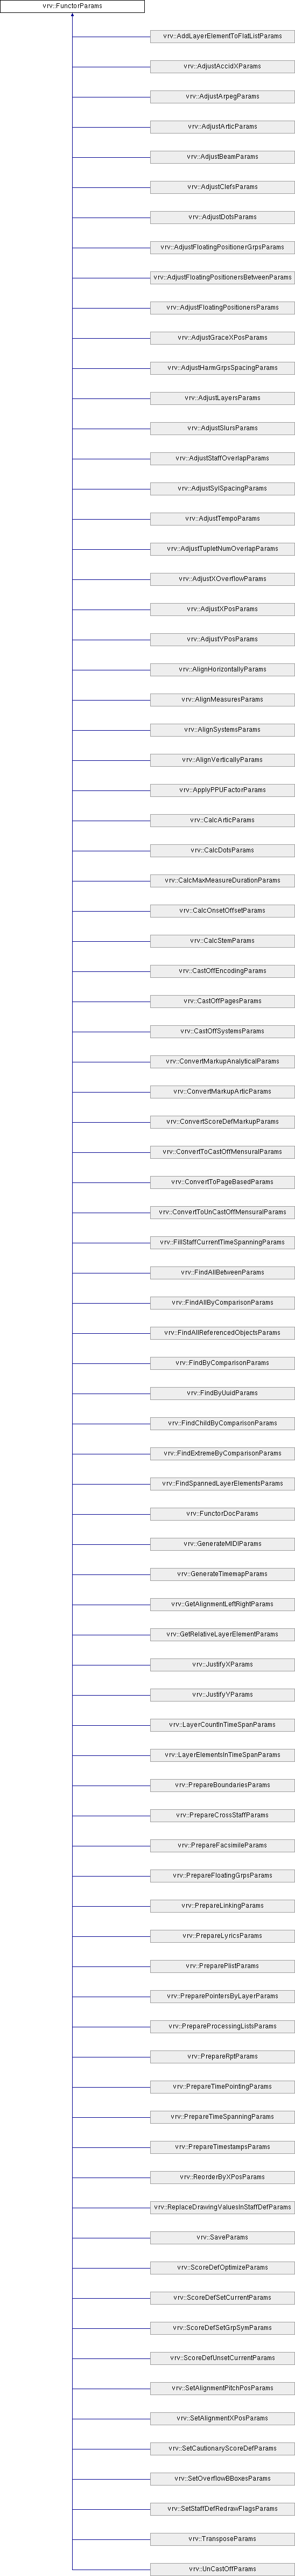 vrv::FunctorParams
vrv::AddLayerElementToFlatListParams
vrv::AdjustAccidXParams
vrv::AdjustArpegParams
vrv::AdjustArticParams
vrv::AdjustBeamParams
vrv::AdjustClefsParams
vrv::AdjustDotsParams
vrv::AdjustFloatingPositionerGrpsParams
vrv::AdjustFloatingPositionersBetweenParams
vrv::AdjustFloatingPositionersParams
vrv::AdjustGraceXPosParams
vrv::AdjustHarmGrpsSpacingParams
vrv::AdjustLayersParams
vrv::AdjustSlursParams
vrv::AdjustStaffOverlapParams
vrv::AdjustSylSpacingParams
vrv::AdjustTempoParams
vrv::AdjustTupletNumOverlapParams
vrv::AdjustXOverflowParams
vrv::AdjustXPosParams
vrv::AdjustYPosParams
vrv::AlignHorizontallyParams
vrv::AlignMeasuresParams
vrv::AlignSystemsParams
vrv::AlignVerticallyParams
vrv::ApplyPPUFactorParams
vrv::CalcArticParams
vrv::CalcDotsParams
vrv::CalcMaxMeasureDurationParams
vrv::CalcOnsetOffsetParams
vrv::CalcStemParams
vrv::CastOffEncodingParams
vrv::CastOffPagesParams
vrv::CastOffSystemsParams
vrv::ConvertMarkupAnalyticalParams
vrv::ConvertMarkupArticParams
vrv::ConvertScoreDefMarkupParams
vrv::ConvertToCastOffMensuralParams
vrv::ConvertToPageBasedParams
vrv::ConvertToUnCastOffMensuralParams
vrv::FillStaffCurrentTimeSpanningParams
vrv::FindAllBetweenParams
vrv::FindAllByComparisonParams
vrv::FindAllReferencedObjectsParams
vrv::FindByComparisonParams
vrv::FindByUuidParams
vrv::FindChildByComparisonParams
vrv::FindExtremeByComparisonParams
vrv::FindSpannedLayerElementsParams
vrv::FunctorDocParams
vrv::GenerateMIDIParams
vrv::GenerateTimemapParams
vrv::GetAlignmentLeftRightParams
vrv::GetRelativeLayerElementParams
vrv::JustifyXParams
vrv::JustifyYParams
vrv::LayerCountInTimeSpanParams
vrv::LayerElementsInTimeSpanParams
vrv::PrepareBoundariesParams
vrv::PrepareCrossStaffParams
vrv::PrepareFacsimileParams
vrv::PrepareFloatingGrpsParams
vrv::PrepareLinkingParams
vrv::PrepareLyricsParams
vrv::PreparePlistParams
vrv::PreparePointersByLayerParams
vrv::PrepareProcessingListsParams
vrv::PrepareRptParams
vrv::PrepareTimePointingParams
vrv::PrepareTimeSpanningParams
vrv::PrepareTimestampsParams
vrv::ReorderByXPosParams
vrv::ReplaceDrawingValuesInStaffDefParams
vrv::SaveParams
vrv::ScoreDefOptimizeParams
vrv::ScoreDefSetCurrentParams
vrv::ScoreDefSetGrpSymParams
vrv::ScoreDefUnsetCurrentParams
vrv::SetAlignmentPitchPosParams
vrv::SetAlignmentXPosParams
vrv::SetCautionaryScoreDefParams
vrv::SetOverflowBBoxesParams
vrv::SetStaffDefRedrawFlagsParams
vrv::TransposeParams
vrv::UnCastOffParams